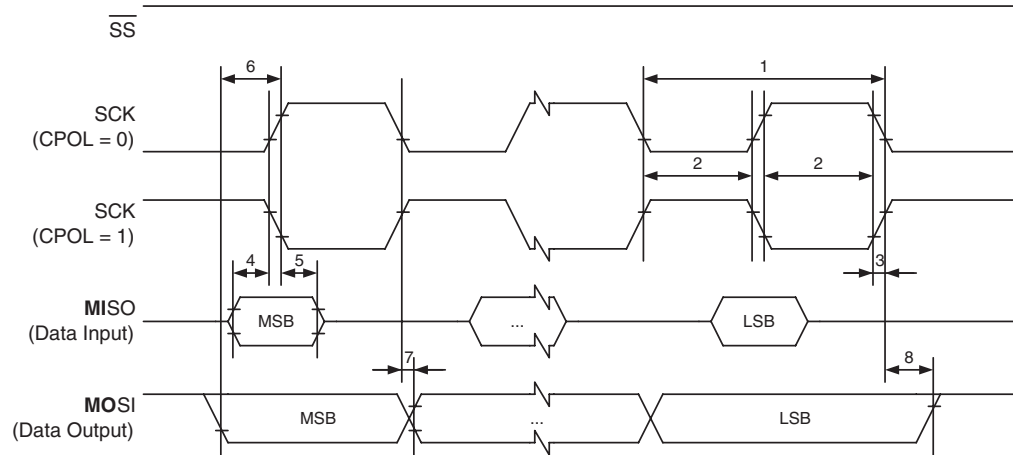 SS
6
1
SCK
(CPOL = 0)
2
2
SCK
(CPOL = 1)
4
5
3
MISO
(Data Input)
MSB
...
LSB
7
8
MOSI
(Data Output)
MSB
...
LSB